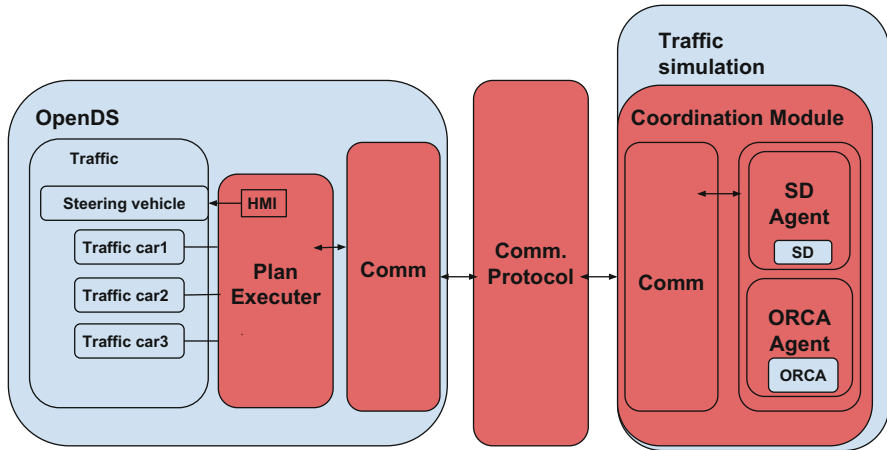 OpenDS
Traffic
Steering vehicle
HMI
Traffic car1
Traffic car2
Traffic car3
Plan
Executer
Comm
Comm.
Protocol
Traffic
simulation
Coordination Module
Comm
SD
Agent
SD
ORCA
Agent
ORCA